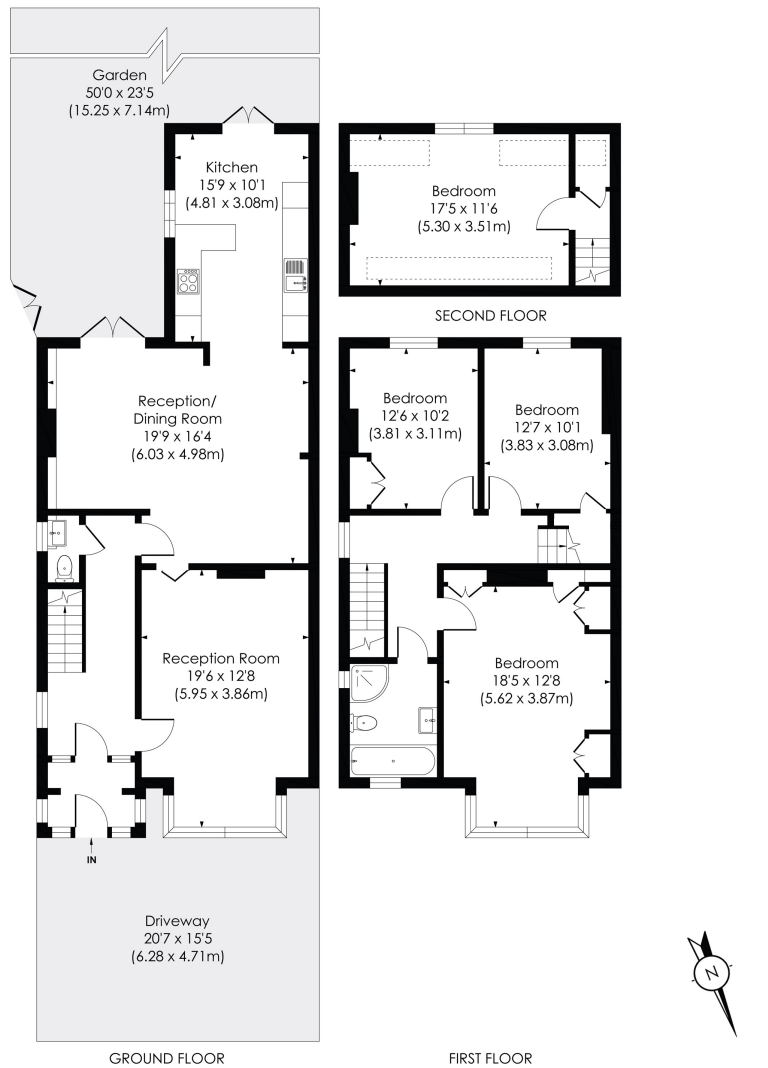 Garden
50'0 x 23'5
(15.25 x 7.14m)
Kitchen
15'9 x 10'1
(4.81 x 3.08m)
Bedroom
17'5 x 11'6
(5.30 x 3.51m)
SECOND FLOOR
Reception/
Dining Room
19'9 x 16'4
(6.03 x 4.98m)
Bedroom
12'6 x 10'2
(3.81 x 3.11m)
Bedroom
12'7 x 10'1
(3.83 x 3.08m)
Reception Room
19'6 x 12'8
(5.95 x 3.86m)
Bedroom
18'5 x 12'8
(5.62 x 3.87m)
IN
Driveway
20'7 x 15'5
(6.28 x 4.71m)
N
GROUND FLOOR
FIRST FLOOR